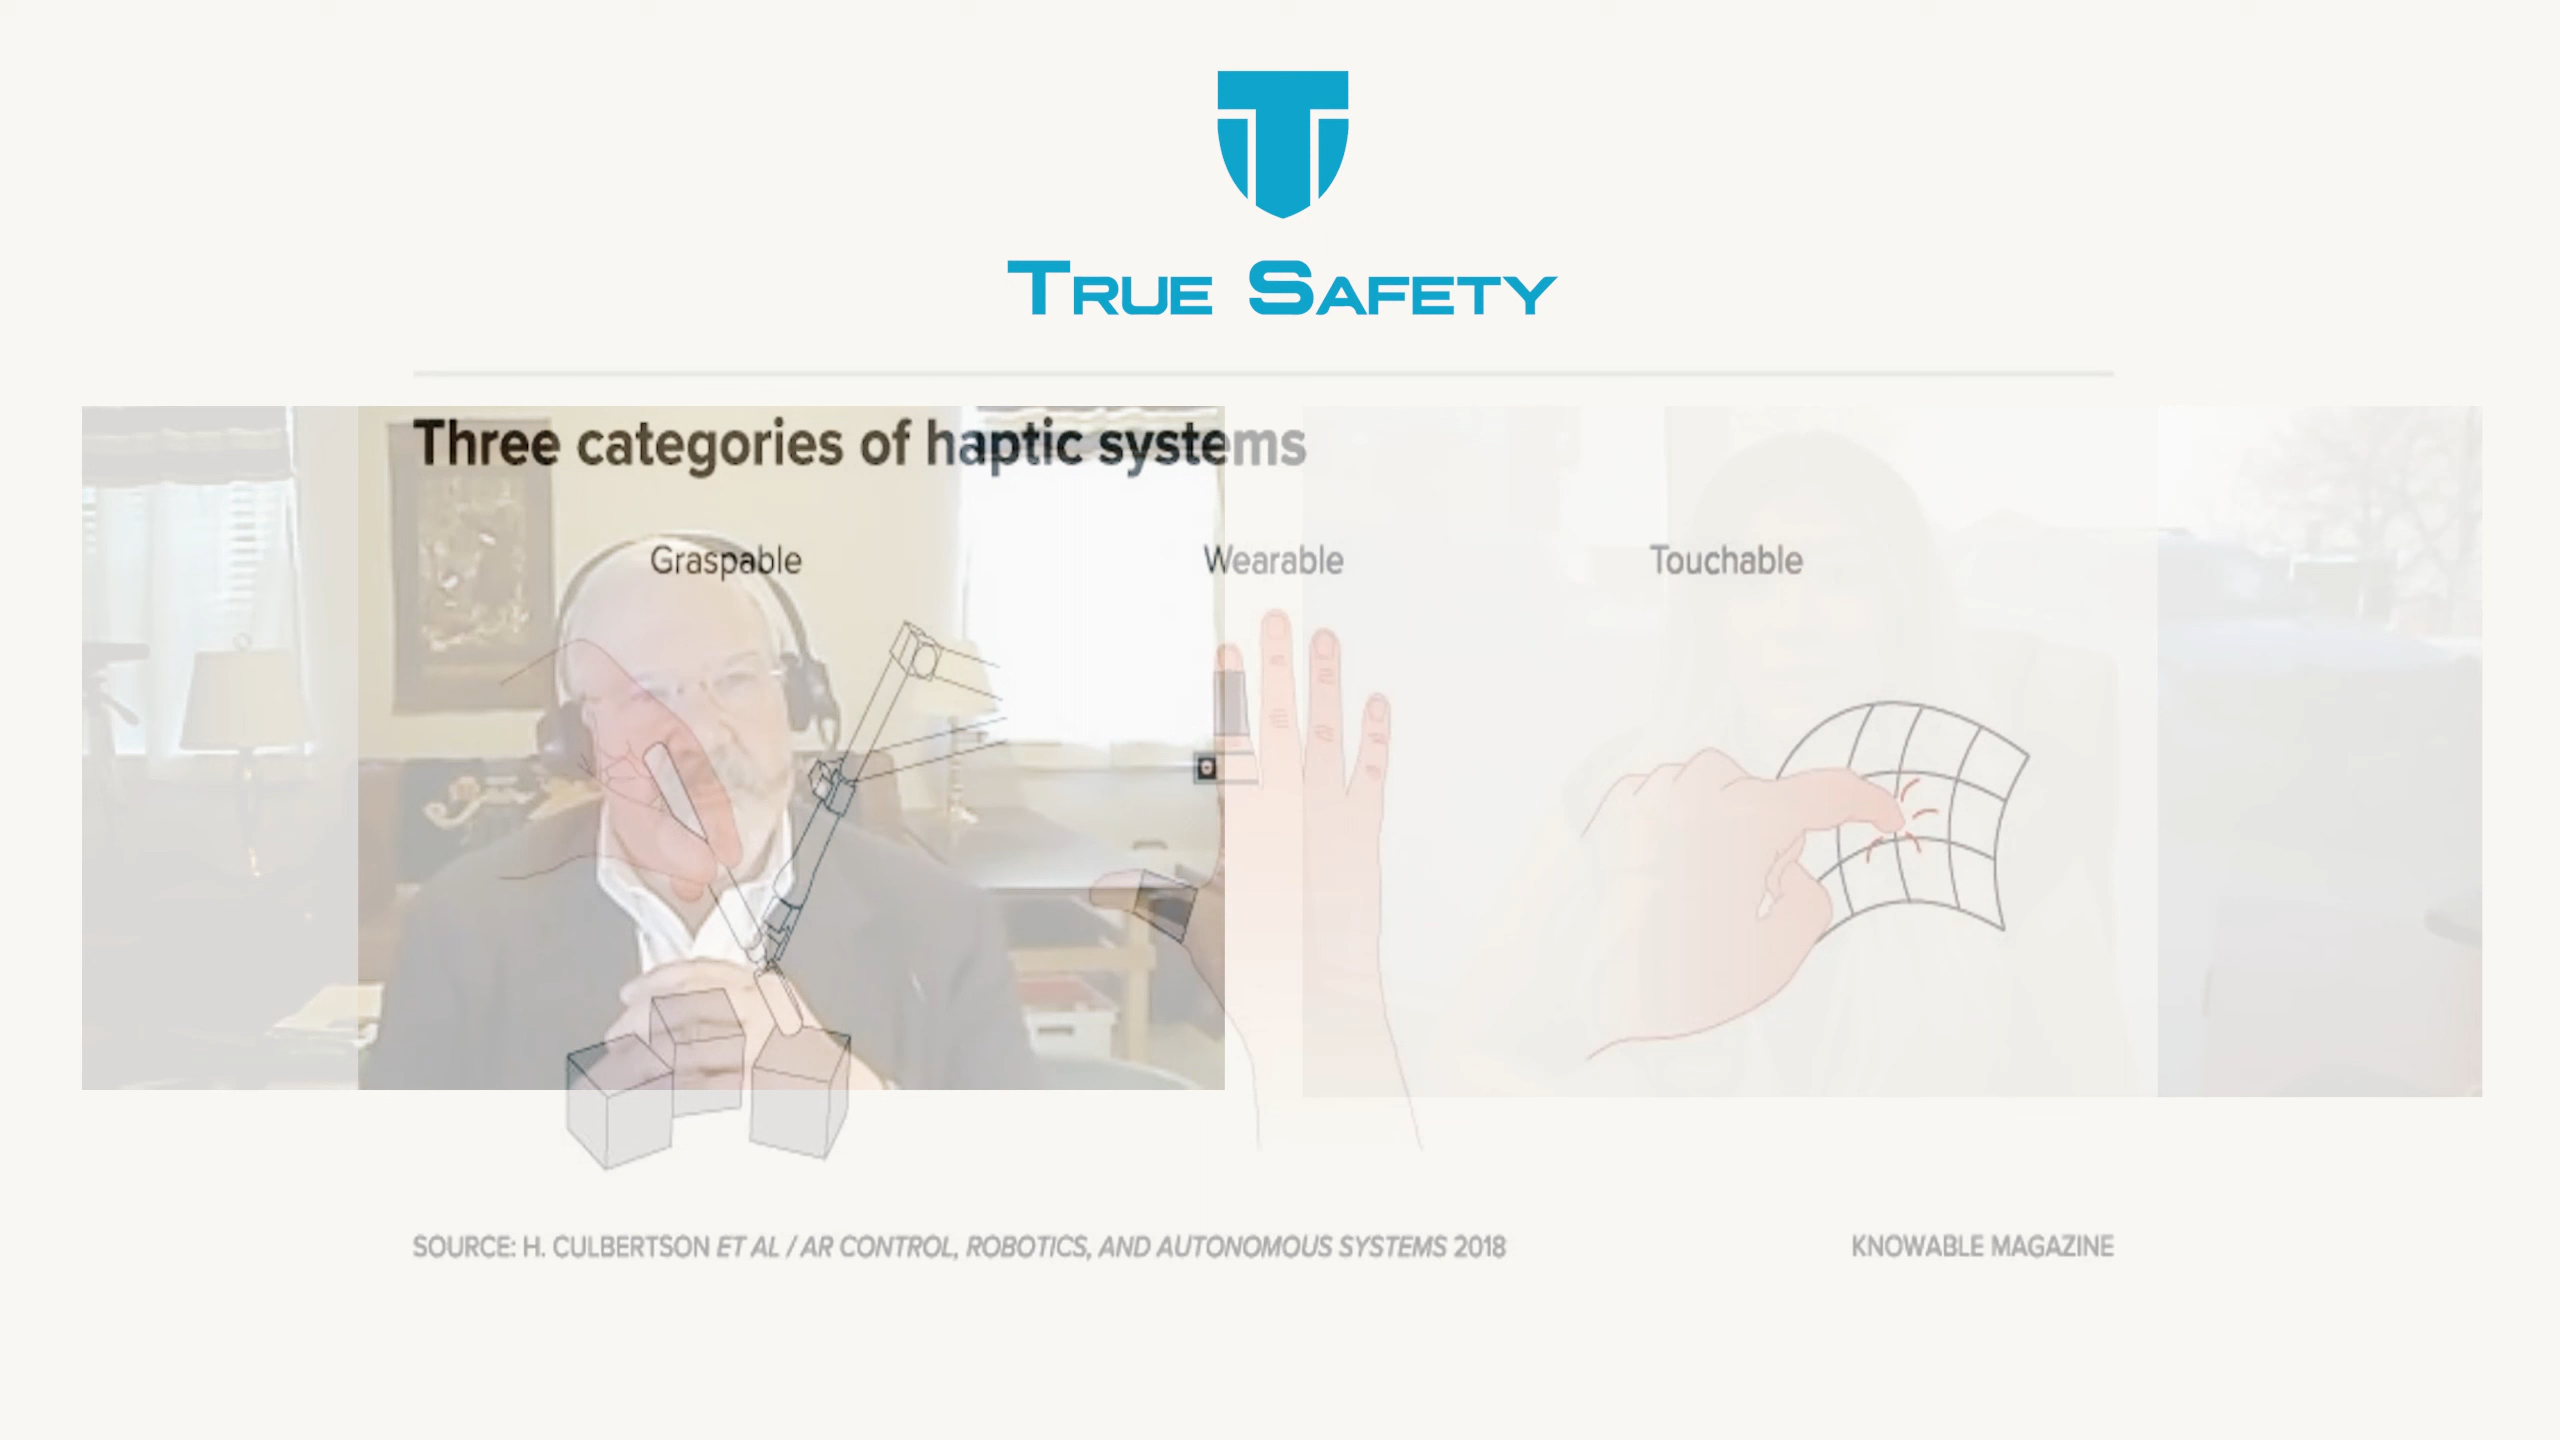 TRUE SAFETY
Three categories of haptic systems
Graspable
Wearable
Touchable
SOURCE: H. CULBERTSON ET AL / AR CONTROL, ROBOTICS, AND AUTONOMOUS SYSTEMS 2018
KNOWABLE MAGAZINE